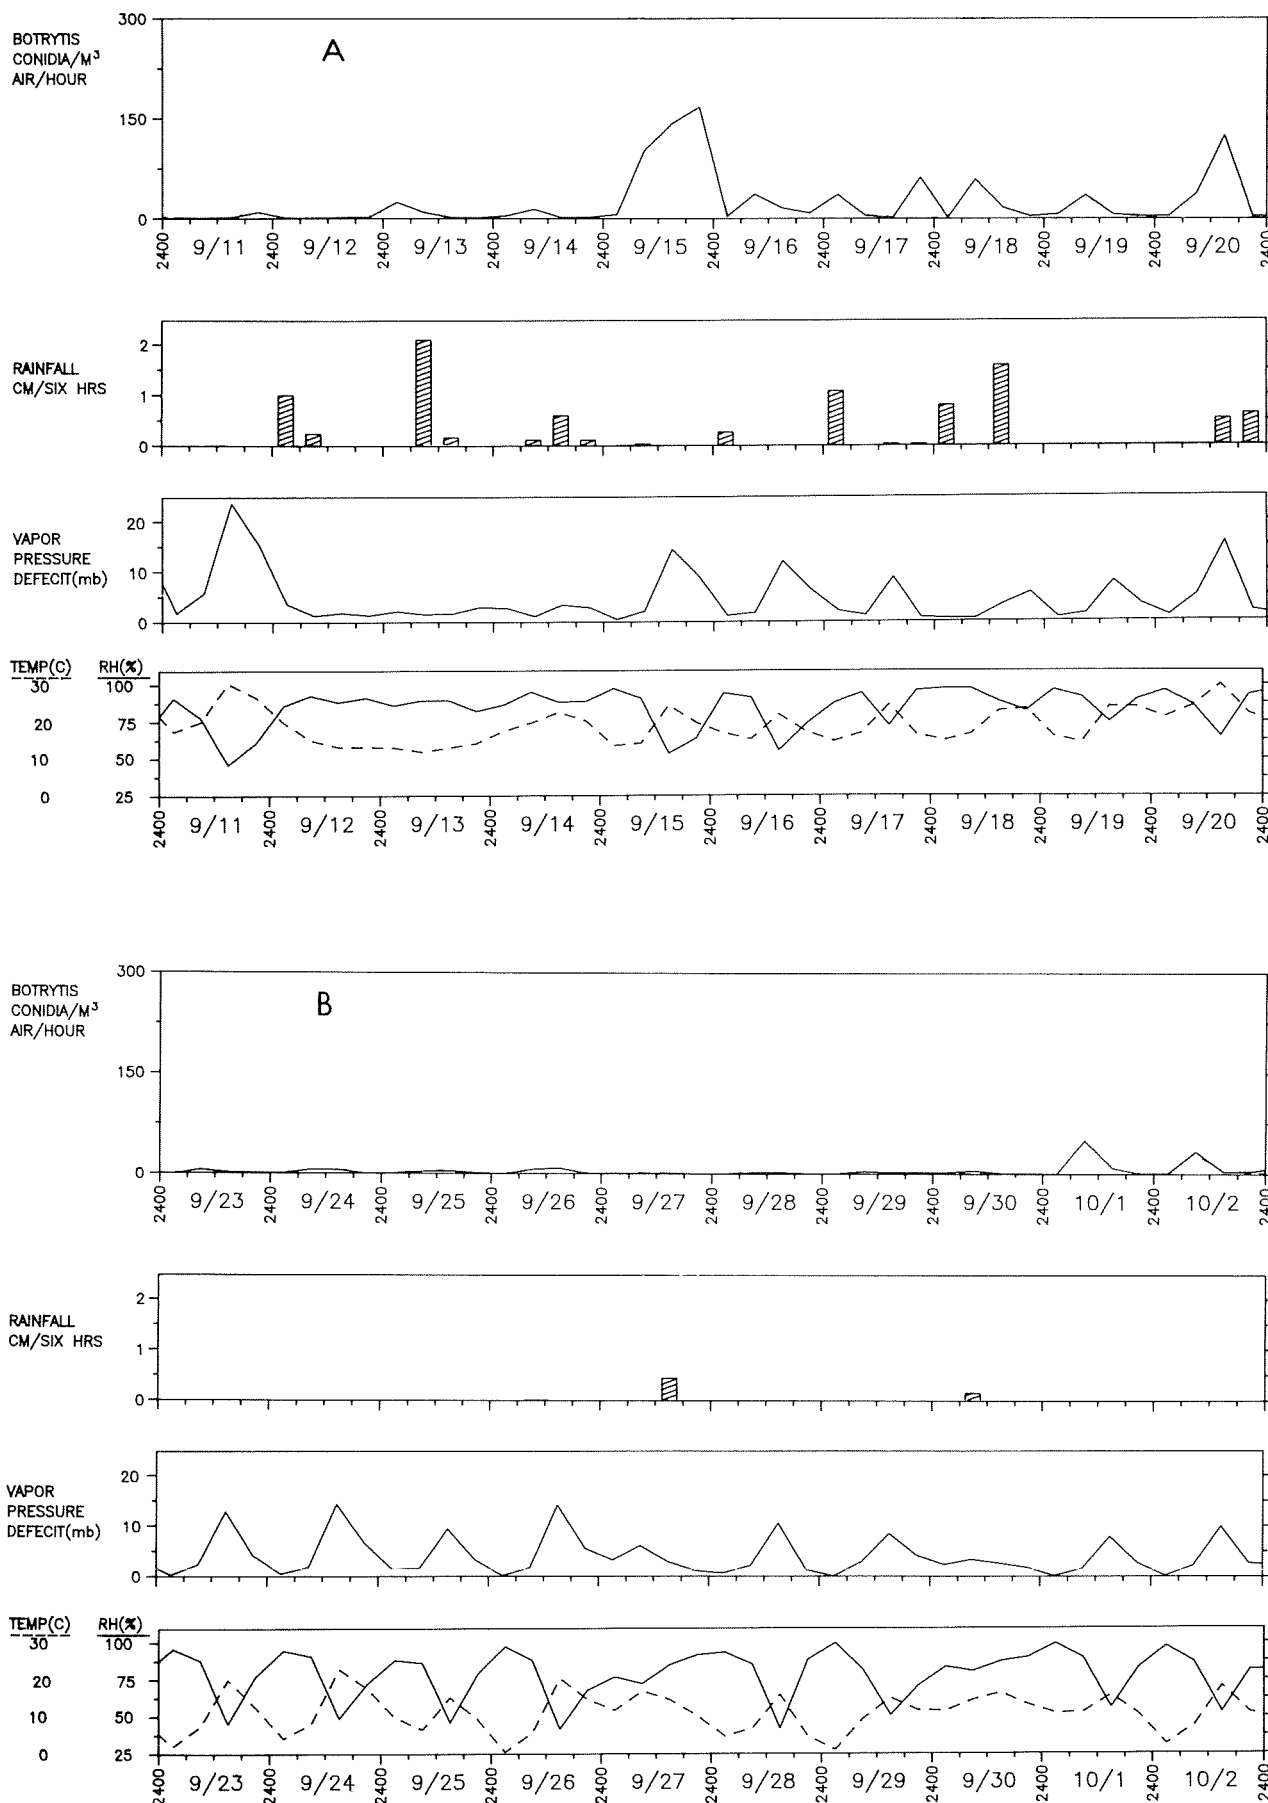 300
BOTRYTIS
CONIDIA/M³
AIR/HOUR
A
150
0
2400 9/11 2400 9/12 2400 9/13 2400 9/14 2400 9/15 2400 9/16 2400 9/17 2400 9/18 2400 9/19 2400 9/20 2400
2
RAINFALL
CM/SIX HRS
1
0
20
VAPOR
PRESSURE
DEFECIT(mb)
10
0
TEMP(C) RH(%)
30 100
20 75
10 50
0 25
2400 9/11 2400 9/12 2400 9/13 2400 9/14 2400 9/15 2400 9/16 2400 9/17 2400 9/18 2400 9/19 2400 9/20 2400
300
BOTRYTIS
CONIDIA/M³
AIR/HOUR
B
150
0
2400 9/23 2400 9/24 2400 9/25 2400 9/26 2400 9/27 2400 9/28 2400 9/29 2400 9/30 2400 10/1 2400 10/2 2400
2
RAINFALL
CM/SIX HRS
1
0
20
VAPOR
PRESSURE
DEFECIT(mb)
10
0
TEMP(C) RH(%)
30 100
20 75
10 50
0 25
2400 9/23 2400 9/24 2400 9/25 2400 9/26 2400 9/27 2400 9/28 2400 9/29 2400 9/30 2400 10/1 2400 10/2 2400